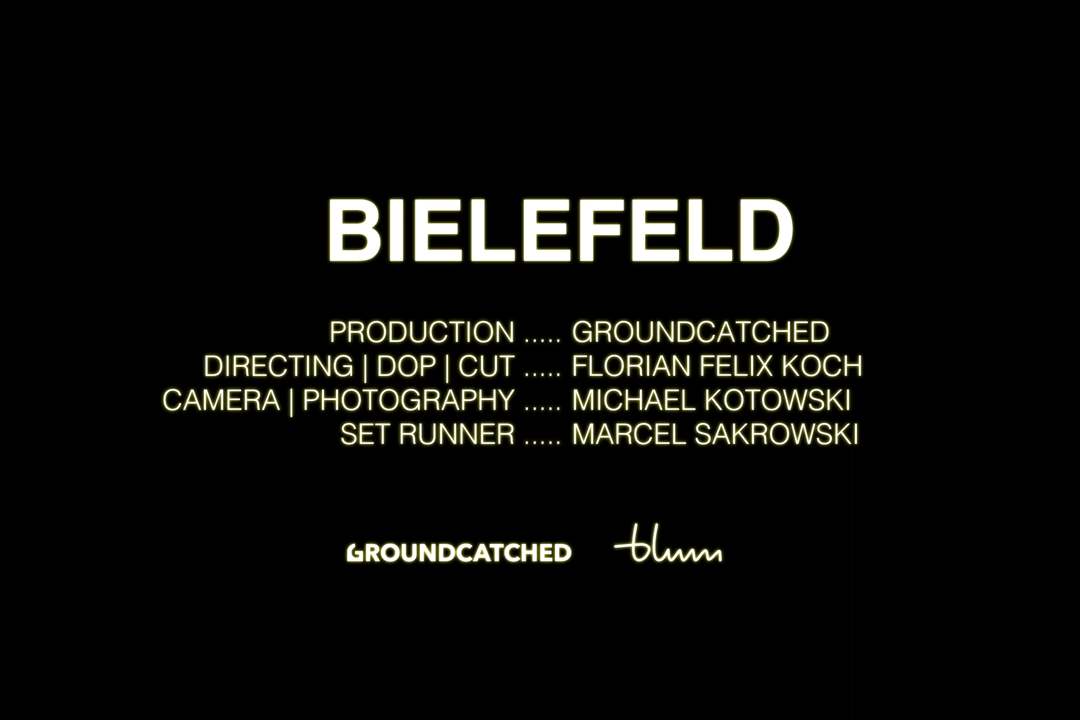 BIELEFELD
PRODUCTION ..... GROUNDCATCHED
DIRECTING | DOP | CUT ..... FLORIAN FELIX KOCH
CAMERA | PHOTOGRAPHY ..... MICHAEL KOTOWSKI
SET RUNNER ..... MARCEL SAKROWSKI
GROUNDCATCHED blum